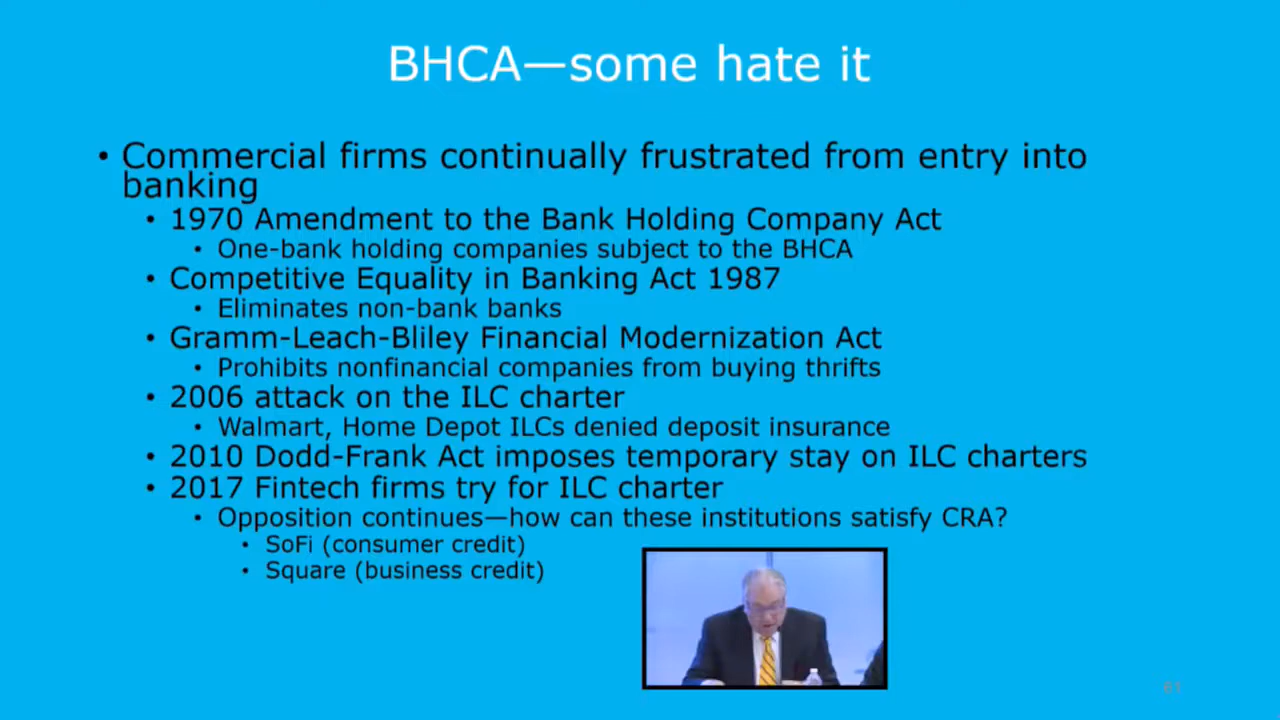 BHCA—some hate it
• Commercial firms continually frustrated from entry into
banking
• 1970 Amendment to the Bank Holding Company Act
• One-bank holding companies subject to the BHCA
• Competitive Equality in Banking Act 1987
• Eliminates non-bank banks
• Gramm-Leach-Bliley Financial Modernization Act
• Prohibits nonfinancial companies from buying thrifts
• 2006 attack on the ILC charter
• Walmart, Home Depot ILCs denied deposit insurance
• 2010 Dodd-Frank Act imposes temporary stay on ILC charters
• 2017 Fintech firms try for ILC charter
• Opposition continues—how can these institutions satisfy CRA?
• SoFi (consumer credit)
• Square (business credit)
61